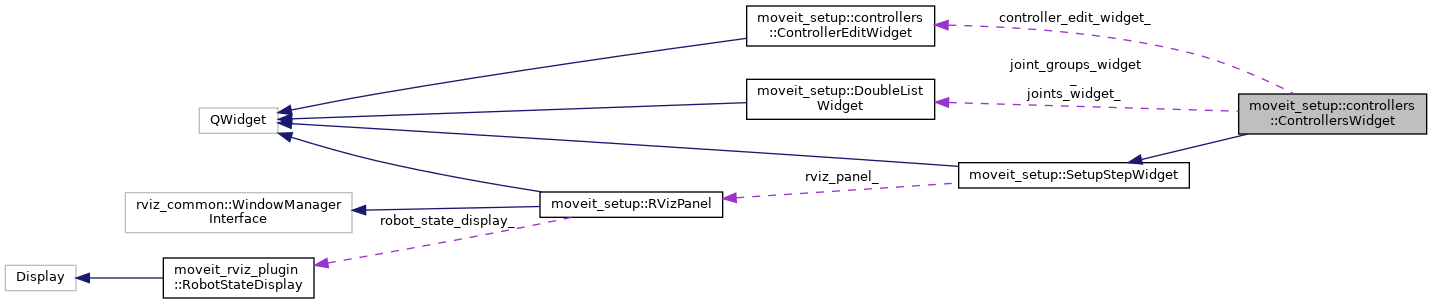 moveit_setup::controllers
::ControllerEditWidget
controller_edit_widget_
joint_groups_widget
_
joints_widget_
moveit_setup::DoubleList
Widget
moveit_setup::controllers
::ControllersWidget
QWidget
moveit_setup::SetupStepWidget
rviz_panel_
rviz_common::WindowManager
Interface
moveit_setup::RVizPanel
robot_state_display_
moveit_rviz_plugin
::RobotStateDisplay
Display